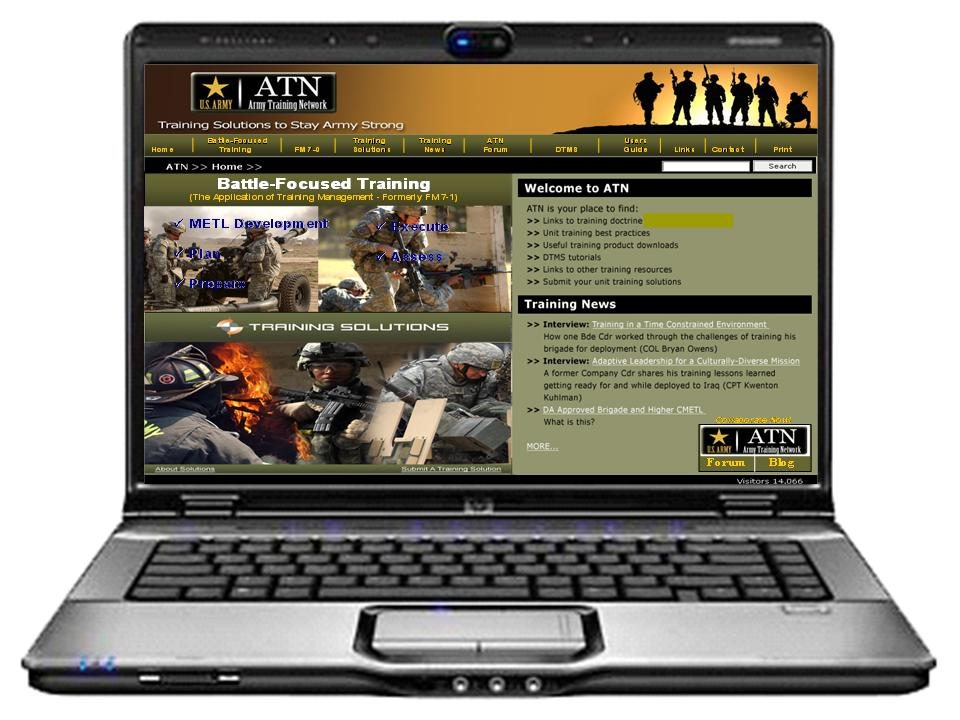 U.S. ARMY
ATN
Army Training Network
Training Solutions to Stay Army Strong
Home
Battle-Focused Training
FM7-0
Training Solutions
Training News
ATN Forum
DTMS
Users Guide
Links
Contact
Print
ATN >> Home >>
Search
Battle-Focused Training
(The Application of Training Management - Formerly FM7-1)
✓ METL Development
✓ Plan
✓ Prepare
✓ Execute
✓ Assess
TRAINING SOLUTIONS
About Solutions
Submit A Training Solution
Welcome to ATN
ATN is your place to find:
>> Links to training doctrine
>> Unit training best practices
>> Useful training product downloads
>> DTMS tutorials
>> Links to other training resources
>> Submit your unit training solutions
Training News
>> Interview: Training in a Time Constrained Environment
How one Bde Cdr worked through the challenges of training his
brigade for deployment (COL Bryan Owens)
>> Interview: Adaptive Leadership for a Culturally-Diverse Mission
A former Company Cdr shares his training lessons learned
getting ready for and while deployed to Iraq (CPT Kwenton
Kuhlman)
>> DA Approved Brigade and Higher CMETL
What is this?
MORE...
Collaborate Now!
U.S. ARMY
ATN
Army Training Network
Forum
Blog
Visitors 14,066
hp